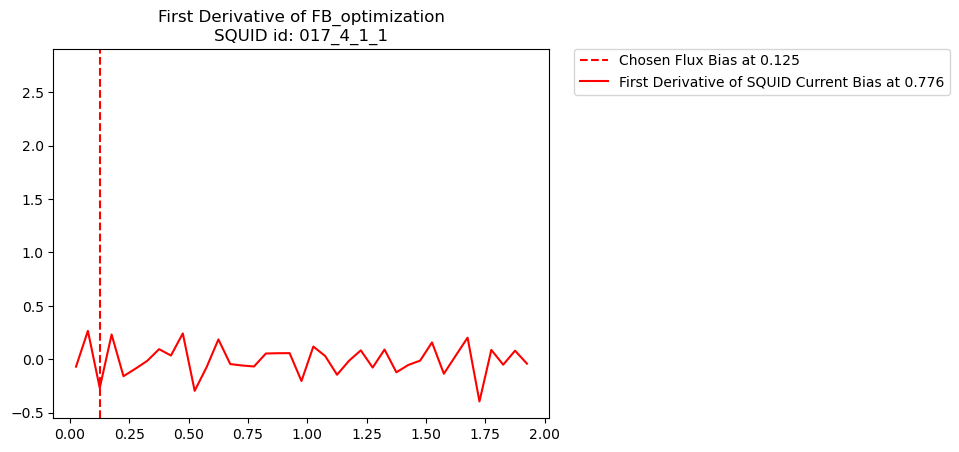 First Derivative of FB_optimization
SQUID id: 017_4_1_1
Chosen Flux Bias at 0.125
First Derivative of SQUID Current Bias at 0.776
2.5
2.0
1.5
1.0
0.5
0.0
−0.5
0.00 0.25 0.50 0.75 1.00 1.25 1.50 1.75 2.00